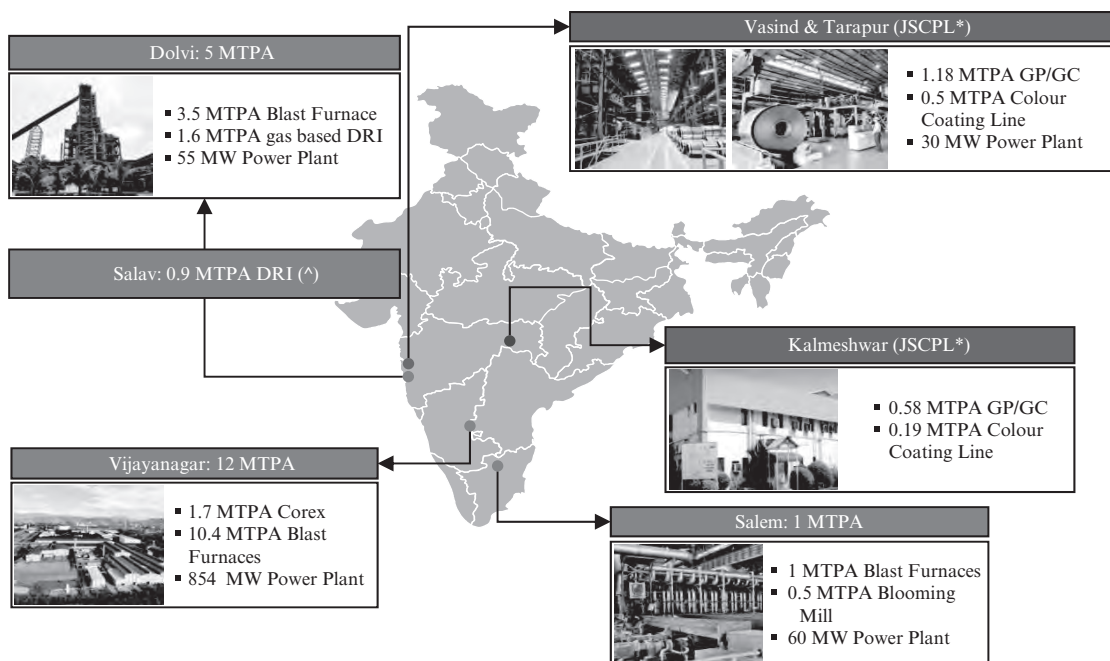 Dolvi: 5 MTPA
▪ 3.5 MTPA Blast Furnace
▪ 1.6 MTPA gas based DRI
▪ 55 MW Power Plant
Salav: 0.9 MTPA DRI (^)
Vijayanagar: 12 MTPA
▪ 1.7 MTPA Corex
▪ 10.4 MTPA Blast
Furnaces
▪ 854 MW Power Plant
Vasind & Tarapur (JSCPL*)
▪ 1.18 MTPA GP/GC
▪ 0.5 MTPA Colour
Coating Line
▪ 30 MW Power Plant
Kalmeshwar (JSCPL*)
▪ 0.58 MTPA GP/GC
▪ 0.19 MTPA Colour
Coating Line
Salem: 1 MTPA
▪ 1 MTPA Blast Furnaces
▪ 0.5 MTPA Blooming
Mill
▪ 60 MW Power Plant